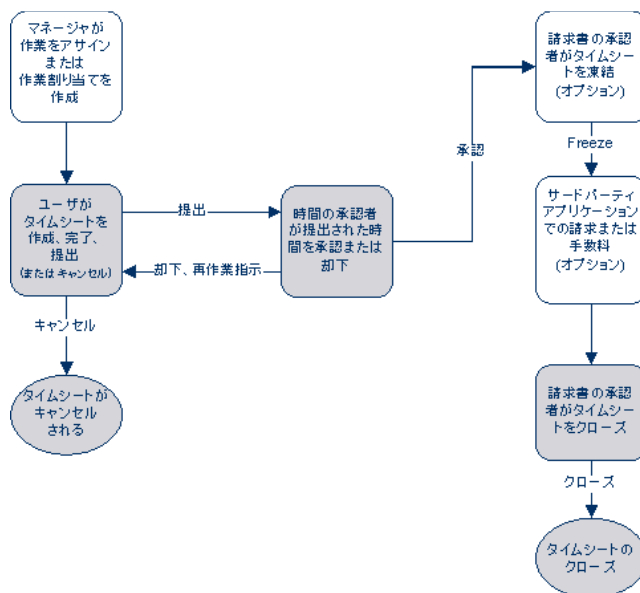 マネージャが
作業をアサイン
または
作業割り当てを
作成
ユーザが
タイムシートを
作成、完了、
提出
(またはキャンセル)
提出
却下、再作業指示
時間の承認者
が提出された時
間を承認または
却下
キャンセル
タイムシートが
キャンセル
される
承認
請求書の承認
者がタイムシー
トを凍結
(オプション)
Freeze
サードパーティ
アプリケーション
での請求または
手数料
(オプション)
請求書の承認
者がタイムシー
トをクローズ
クローズ
タイムシートの
クローズ